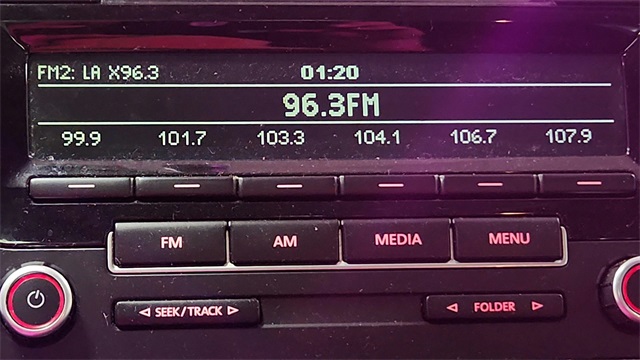 FM2: LA X96.3 01:20
96.3FM
99.9 101.7 103.3 104.1 106.7 107.9
FM AM MEDIA MENU
SEEK/TRACK FOLDER